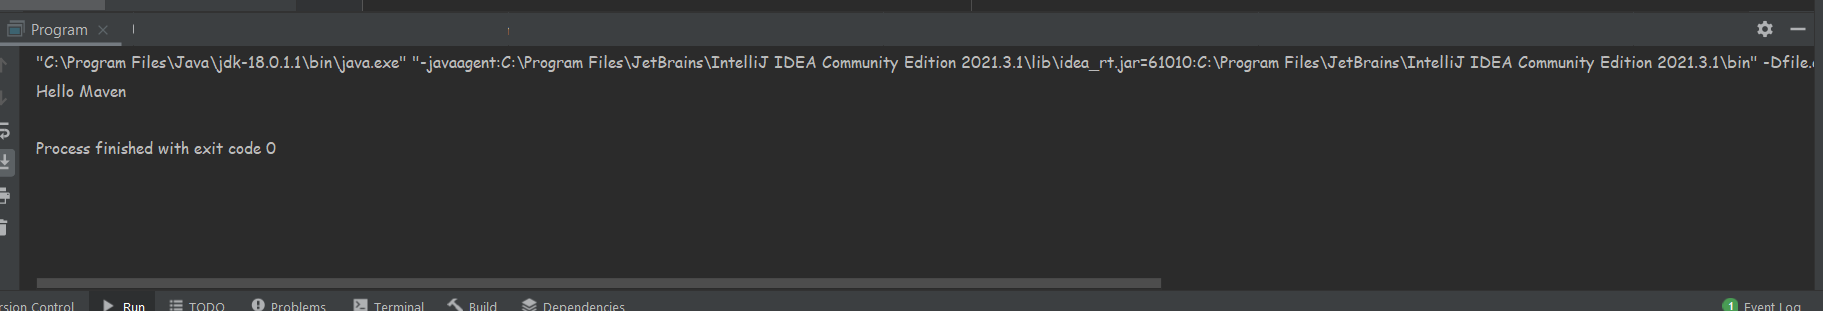 Program
"C:\Program Files\Java\jdk-18.0.1.1\bin\java.exe" "-javaagent:C:\Program Files\JetBrains\IntelliJ IDEA Community Edition 2021.3.1\lib\idea_rt.jar=61010:C:\Program Files\JetBrains\IntelliJ IDEA Community Edition 2021.3.1\bin" -Dfile.
Hello Maven
Process finished with exit code 0
rsion Control Run TODO Problems Terminal Build Dependencies 1 Event Log